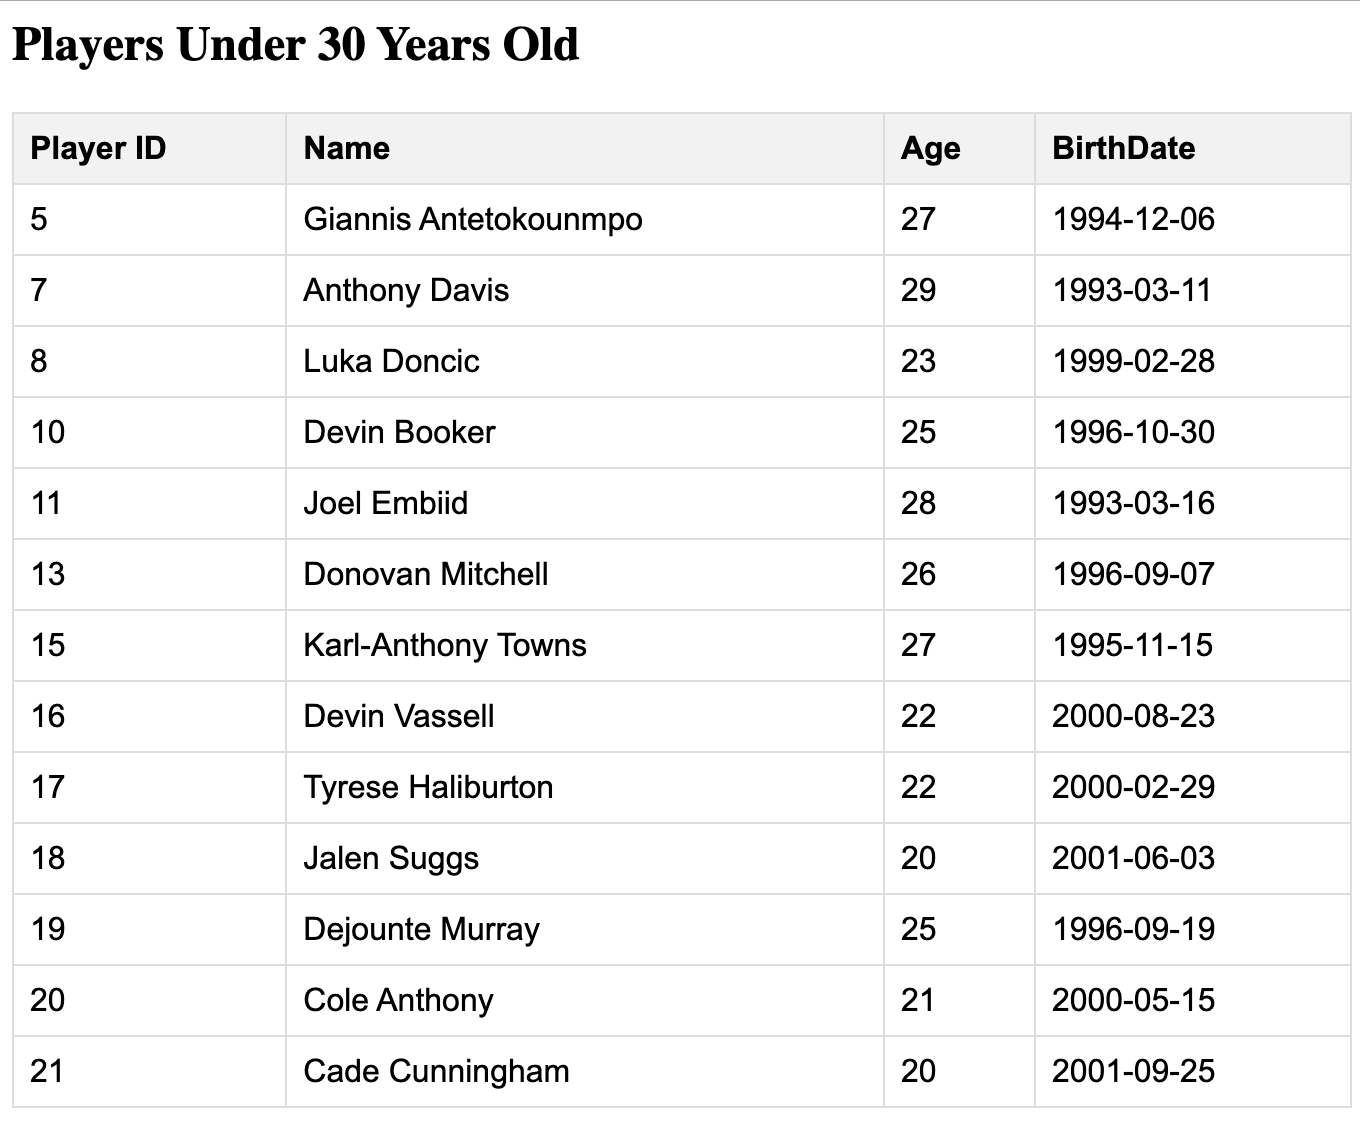 Players Under 30 Years Old
Player ID Name Age BirthDate
5 Giannis Antetokounmpo 27 1994-12-06
7 Anthony Davis 29 1993-03-11
8 Luka Doncic 23 1999-02-28
10 Devin Booker 25 1996-10-30
11 Joel Embiid 28 1993-03-16
13 Donovan Mitchell 26 1996-09-07
15 Karl-Anthony Towns 27 1995-11-15
16 Devin Vassell 22 2000-08-23
17 Tyrese Haliburton 22 2000-02-29
18 Jalen Suggs 20 2001-06-03
19 Dejounte Murray 25 1996-09-19
20 Cole Anthony 21 2000-05-15
21 Cade Cunningham 20 2001-09-25